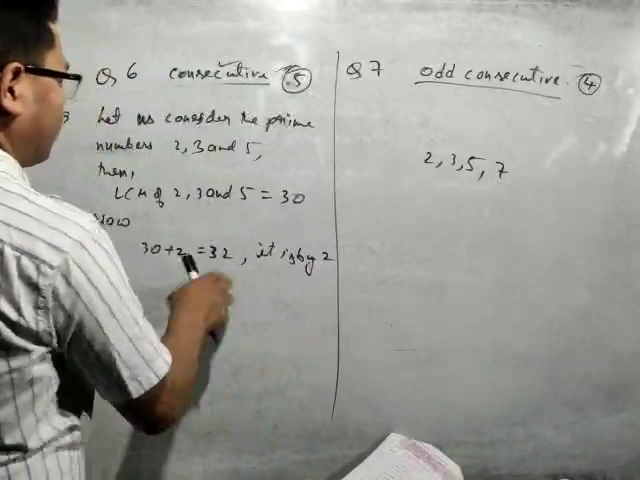 Q 6 consecutive 5
Let us consider the prime
numbers 2, 3 and 5,
then,
LCM of 2, 3 and 5 = 30
Now
30+2 = 32, it is by 2
Q 7 odd consecutive. 4
2, 3, 5, 7